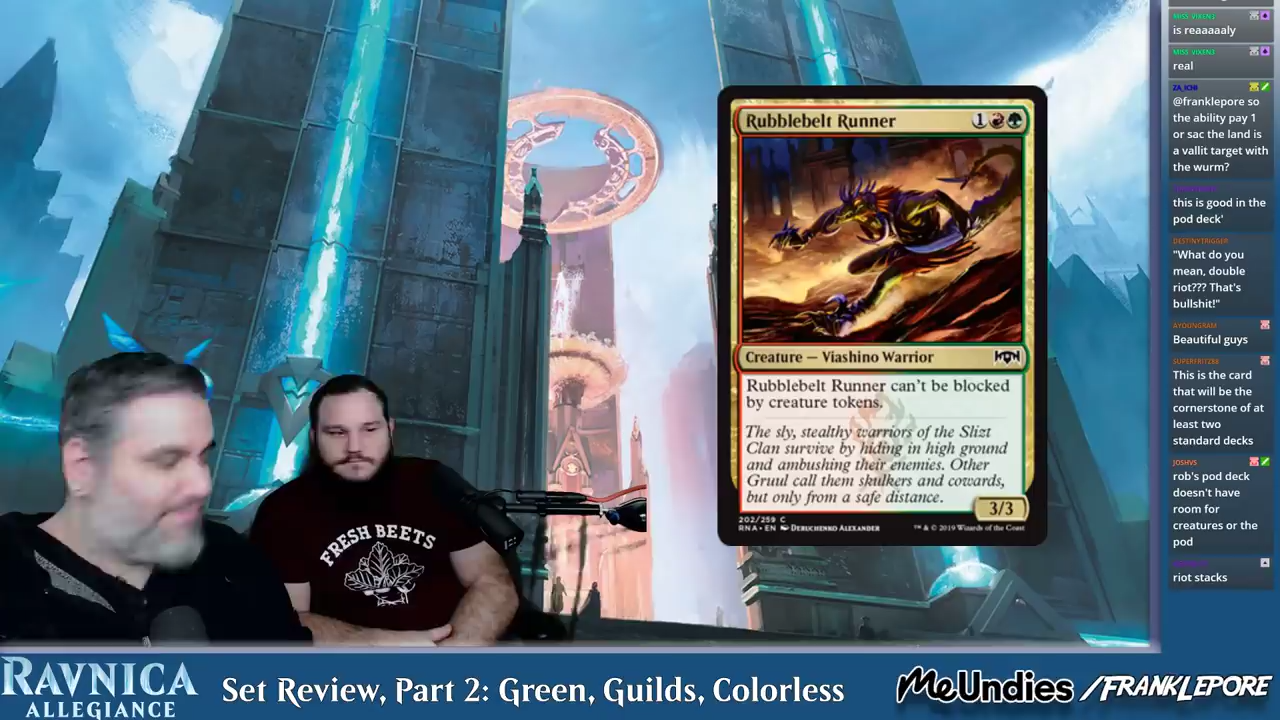 MISS_VIXEN3
is reaaaaaly
MISS_VIXEN3
real
ZA_ICHI
@franklepore so
the ability pay 1
or sac the land is
a vallit target with
the wurm?
this is good in the
pod deck'
DESTINYTRIGGER
"What do you
mean, double
riot??? That's
bullshit!"
AYOUNGRAM
Beautiful guys
SUPERFRITZEE
This is the card
that will be the
cornerstone of at
least two
standard decks
JOSHVS
rob's pod deck
doesn't have
room for
creatures or the
pod
riot stacks
Rubblebelt Runner 1
Creature — Viashino Warrior
Rubblebelt Runner can't be blocked
by creature tokens.
The sly, stealthy warriors of the Slizt
Clan survive by hiding in high ground
and ambushing their enemies. Other
Gruul call them skulkers and cowards,
but only from a safe distance.
3/3
202/259 C
RNA • EN Deruchenko Alexander
™ & © 2019 Wizards of the Coast
FRESH BEETS
RAVNICA
ALLEGIANCE
Set Review, Part 2: Green, Guilds, Colorless
MeUndies /FRANKLEPORE